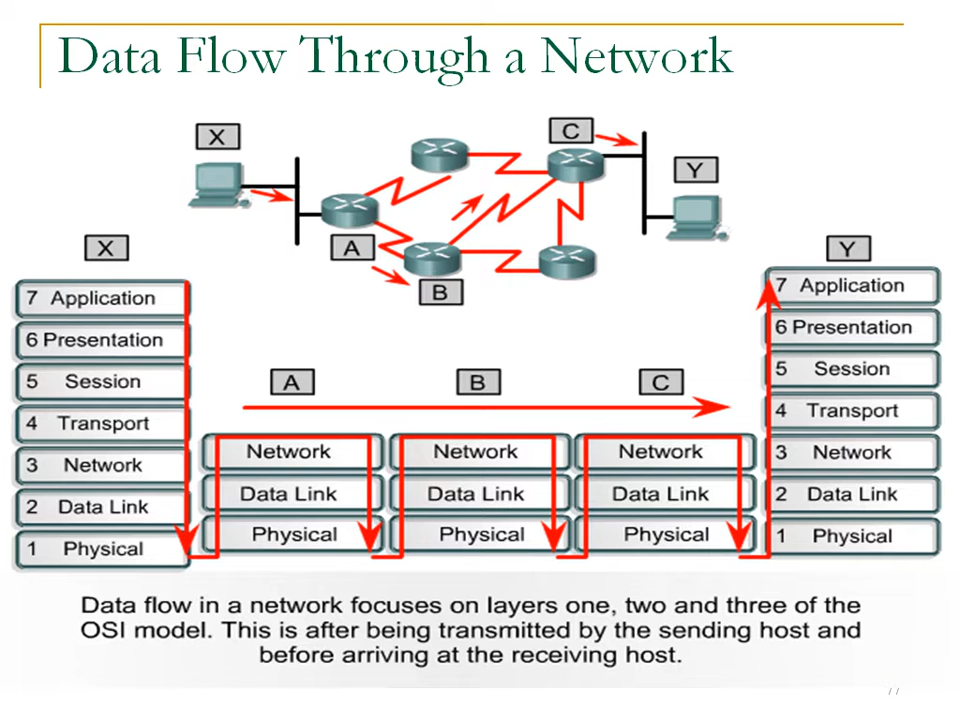 Data Flow Through a Network
X
C
Y
A
B
X
Y
7 Application
6 Presentation
5 Session
4 Transport
3 Network
2 Data Link
1 Physical
A
B
C
Network
Data Link
Physical
Network
Data Link
Physical
Network
Data Link
Physical
7 Application
6 Presentation
5 Session
4 Transport
3 Network
2 Data Link
1 Physical
Data flow in a network focuses on layers one, two and three of the
OSI model. This is after being transmitted by the sending host and
before arriving at the receiving host.